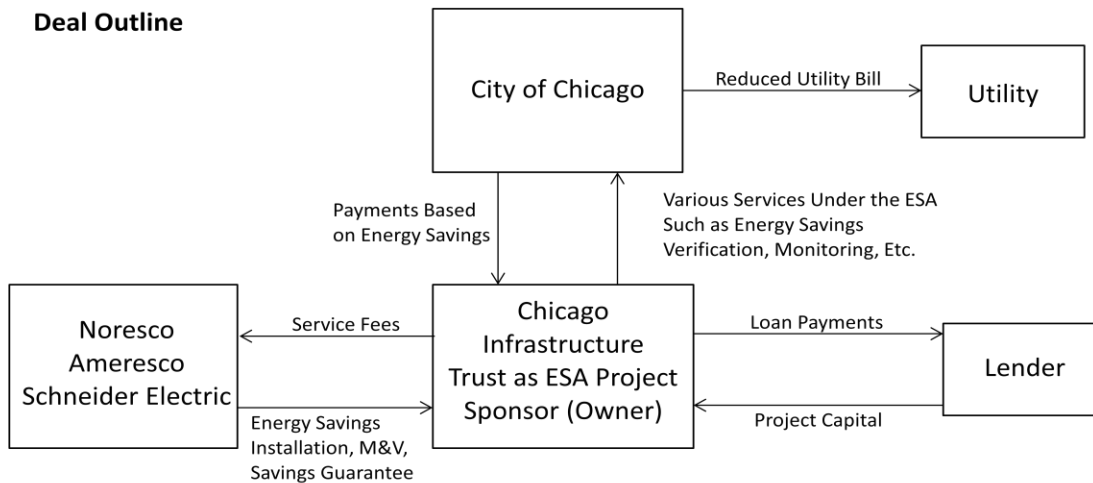 Deal Outline
City of Chicago
Reduced Utility Bill
Utility
Payments Based
on Energy Savings
Various Services Under the ESA
Such as Energy Savings
Verification, Monitoring, Etc.
Noresco
Ameresco
Schneider Electric
Service Fees
Energy Savings
Installation, M&V,
Savings Guarantee
Chicago
Infrastructure
Trust as ESA Project
Sponsor (Owner)
Loan Payments
Project Capital
Lender